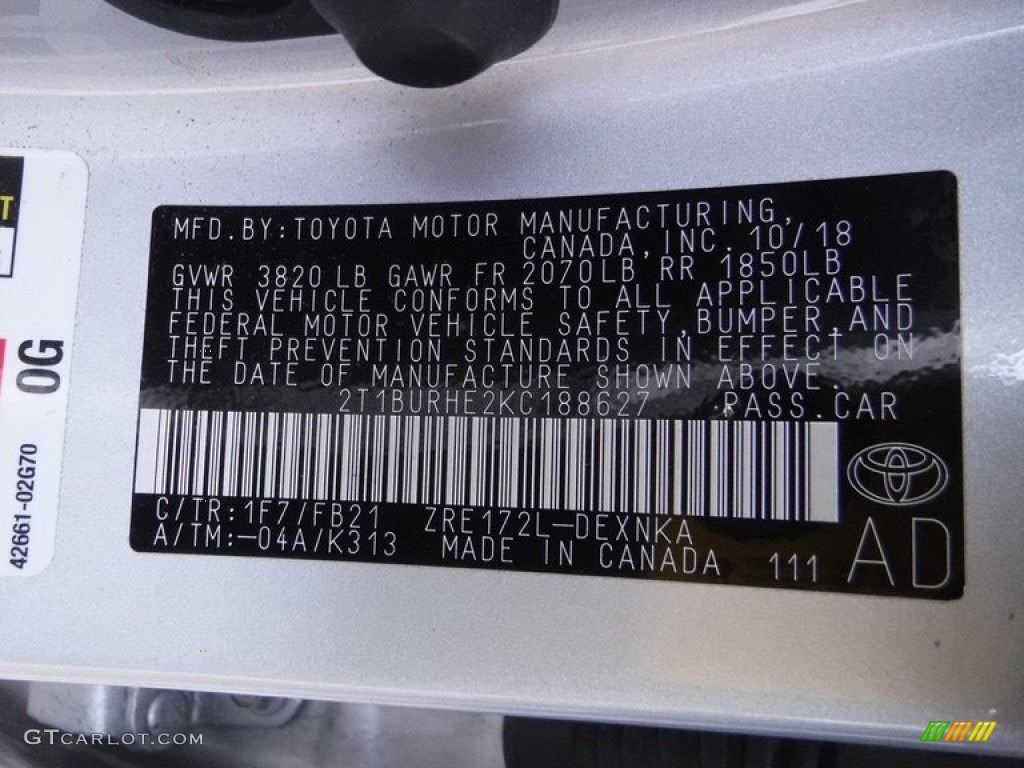 MFD.BY:TOYOTA MOTOR MANUFACTURING,
CANADA,INC. 10/18
GVWR 3820LB GAWR FR 2070LB RR 1850LB
THIS VEHICLE CONFORMS TO ALL APPLICABLE
FEDERAL MOTOR VEHICLE SAFETY,BUMPER,AND
THEFT PREVENTION STANDARDS IN EFFECT ON
THE DATE OF MANUFACTURE SHOWN ABOVE.
2T1BURHE2KC188627 PASS.CAR
C/TR:1F7/FB21 ZRE172L-DEXNKA
A/TM:-04A/K313 MADE IN CANADA 111
AD
T
0G
42661-02G70
GTCARLOT.COM